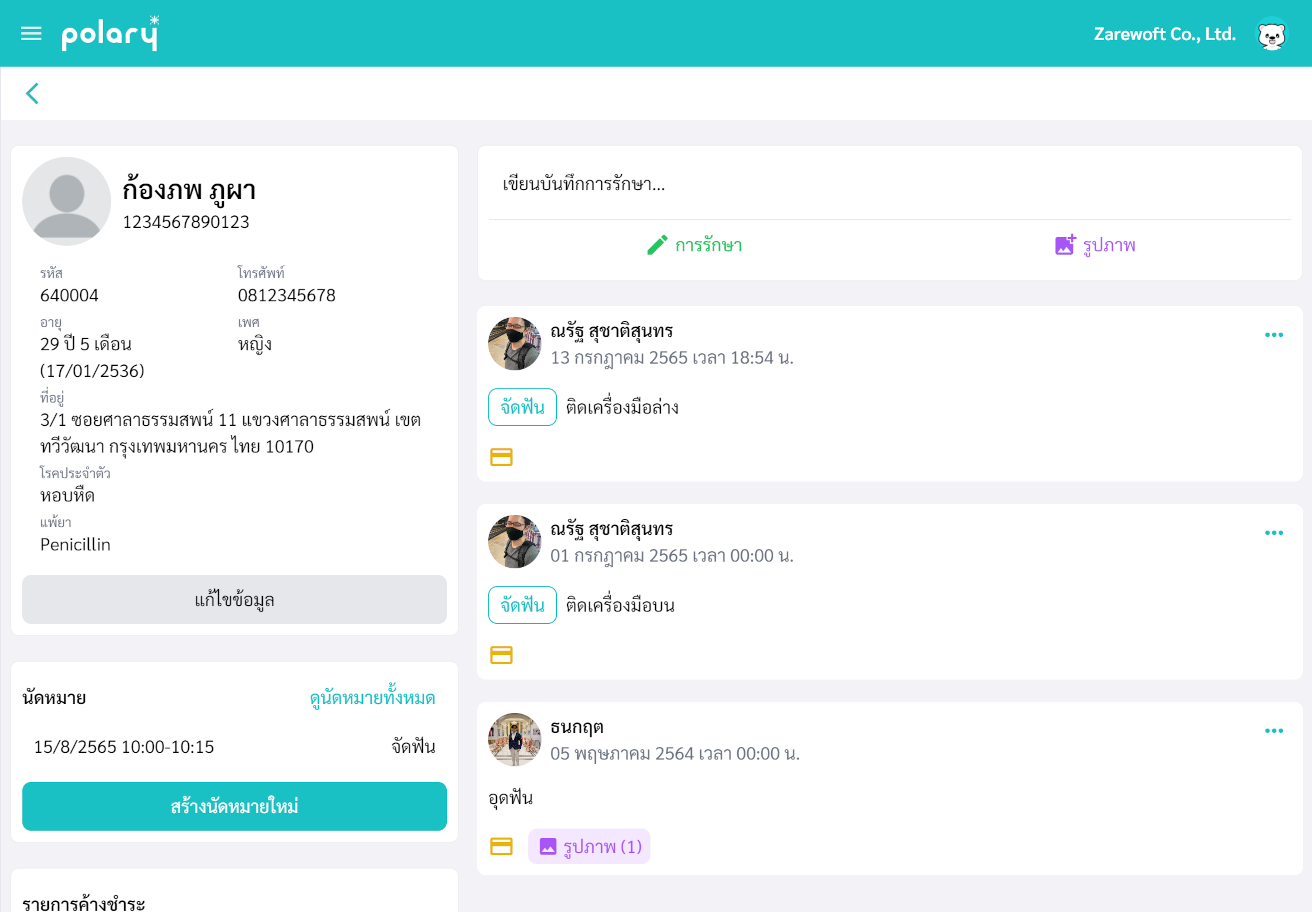 polary
Zarewoft Co., Ltd.
ก้องภพ ภูผา
1234567890123
รหัส
640004
โทรศัพท์
0812345678
อายุ
29 ปี 5 เดือน
(17/01/2536)
เพศ
หญิง
ที่อยู่
3/1 ซอยศาลาธรรมสพน์ 11 แขวงศาลาธรรมสพน์ เขต
ทวีวัฒนา กรุงเทพมหานคร ไทย 10170
โรคประจำตัว
หอบหืด
แพ้ยา
Penicillin
แก้ไขข้อมูล
นัดหมาย
ดูนัดหมายทั้งหมด
15/8/2565 10:00-10:15
จัดฟัน
สร้างนัดหมายใหม่
รายการค้างชำระ
เขียนบันทึกการรักษา...
การรักษา
รูปภาพ
ณรัฐ สุชาติสุนทร
13 กรกฎาคม 2565 เวลา 18:54 น.
จัดฟัน ติดเครื่องมือล่าง
ณรัฐ สุชาติสุนทร
01 กรกฎาคม 2565 เวลา 00:00 น.
จัดฟัน ติดเครื่องมือบน
ธนกฤต
05 พฤษภาคม 2564 เวลา 00:00 น.
อุดฟัน
รูปภาพ (1)